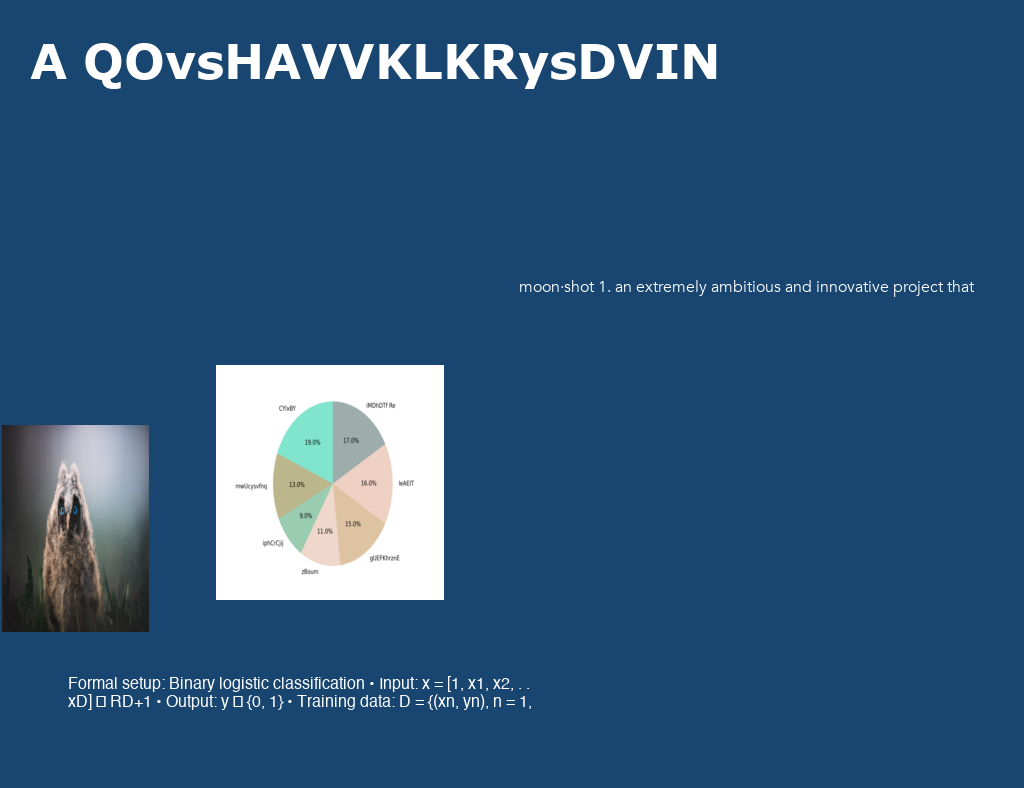 A QOvsHAVVKLKRysDVIN
moon·shot 1. an extremely ambitious and innovative project that
CYlxBY
iMDhDTf Re
19.0%
17.0%
mwUcysvfnq
13.0%
16.0%
leAEIT
9.0%
15.0%
11.0%
iphCrCjlj
gUEFKhrznE
zBoum
Formal setup: Binary logistic classification • Input: x = [1, x1, x2, . .
xD] □ RD+1 • Output: y □ {0, 1} • Training data: D = {(xn, yn), n = 1,